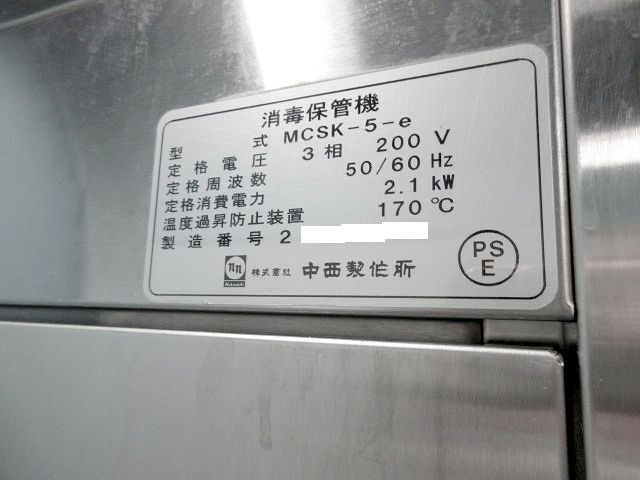 消毒保管機
型式 MCSK-5-e
定格電圧 3相 200 V
定格周波数 50/60 Hz
定格消費電力 2.1 kW
温度過昇防止装置 170℃
製造番号 2
株式会社 中西製作所
PS
E